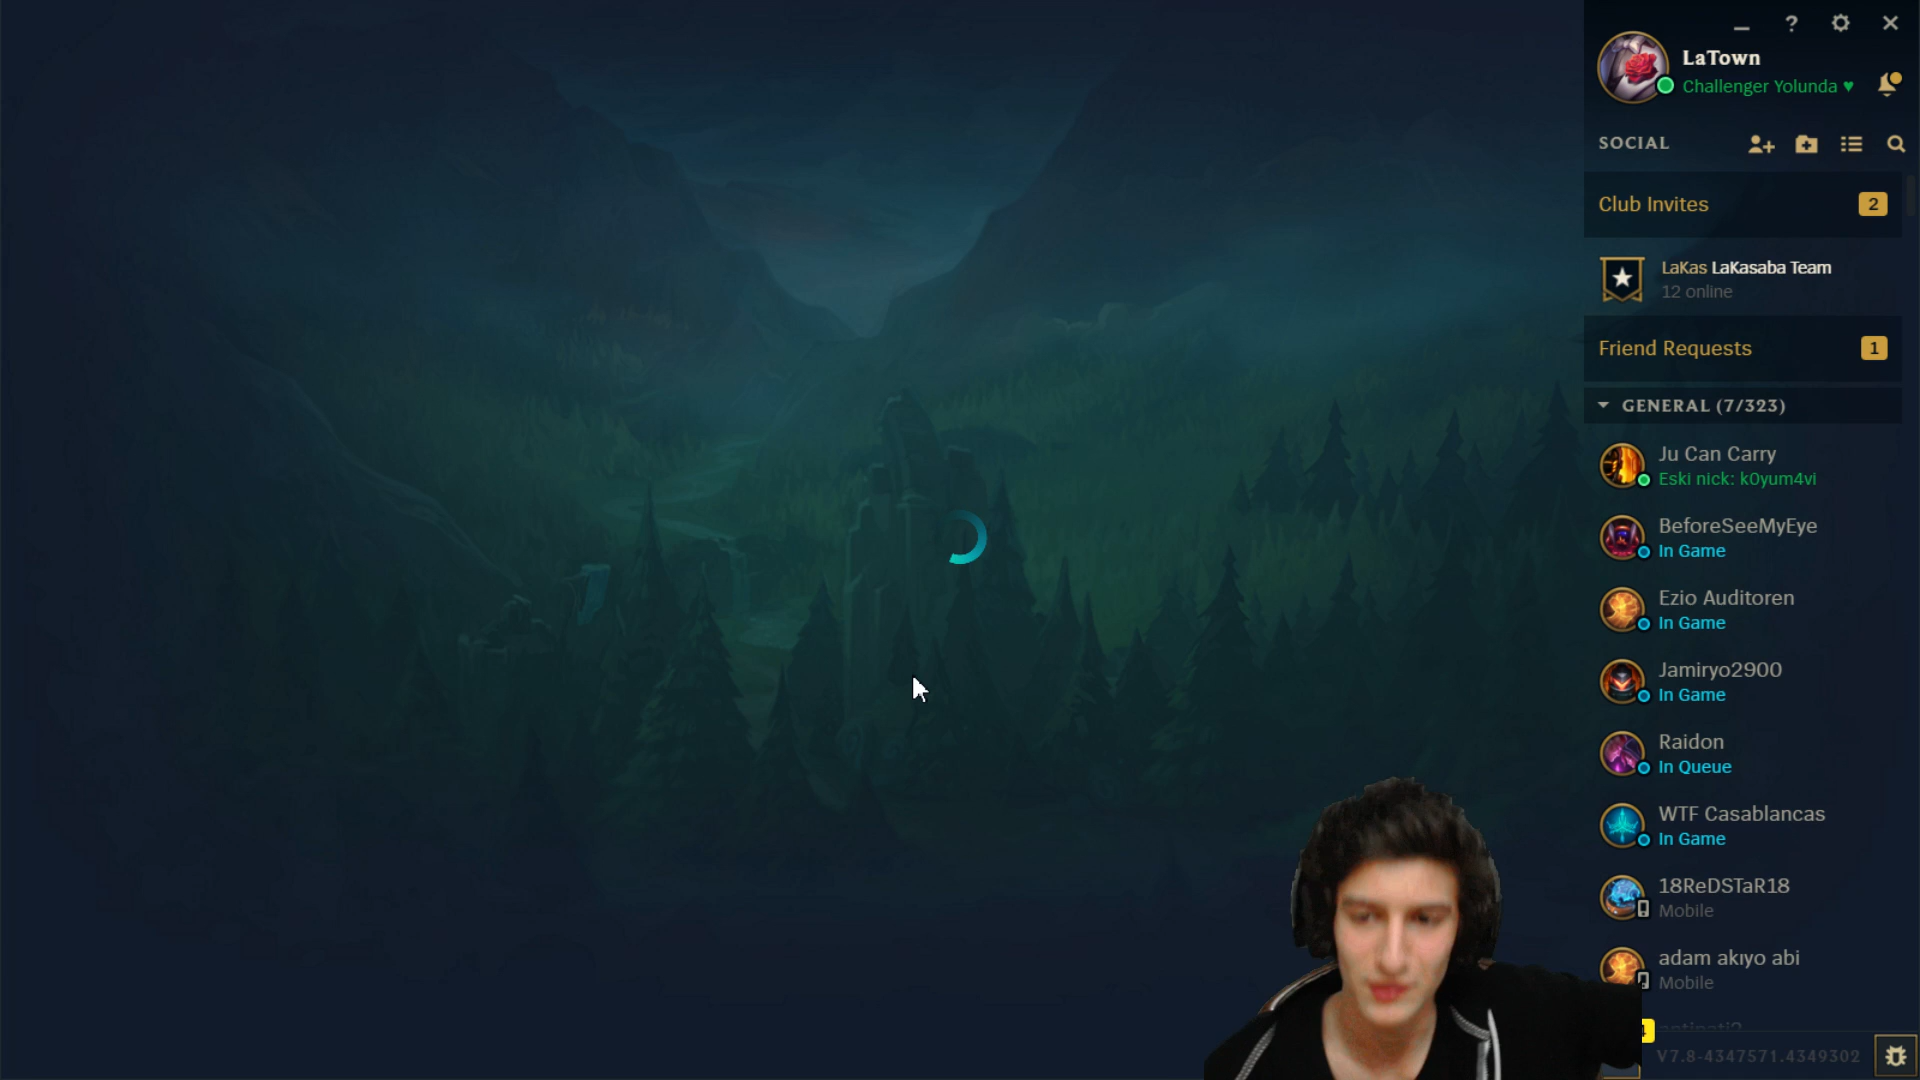 LaTown
Challenger Yolunda ♥
SOCIAL
Club Invites
2
LaKas LaKasaba Team
12 online
Friend Requests
1
GENERAL (7/323)
Ju Can Carry
Eski nick: k0yum4vi
BeforeSeeMyEye
In Game
Ezio Auditoren
In Game
Jamiryo2900
In Game
Raidon
In Queue
WTF Casablancas
In Game
18ReDSTaR18
Mobile
adam akıyo abi
Mobile
V7.8-4347571.4349302